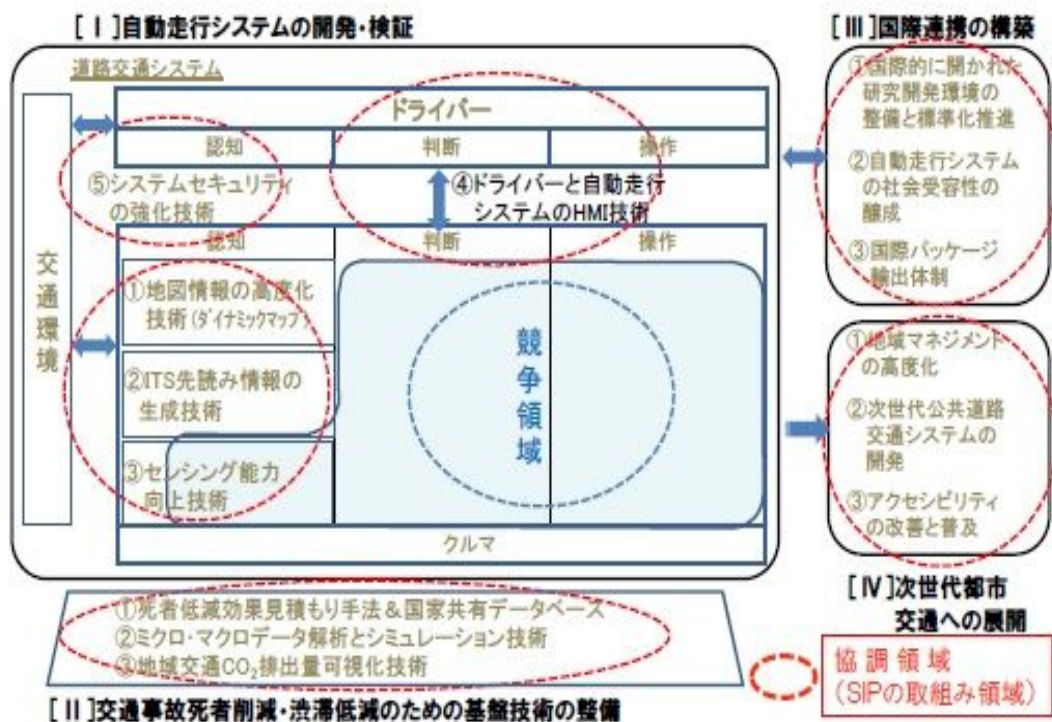 [Ⅰ]自動走行システムの開発・検証
道路交通システム
交通環境
ドライバー
認知
判断
操作
⑤システムセキュリティ
の強化技術
④ドライバーと自動走行
システムのHMI技術
認知
判断
操作
①地図情報の高度化
技術(ダイナミックマップ)
②ITS先読み情報の
生成技術
③センシング能力
向上技術
競争領域
クルマ
[Ⅲ]国際連携の構築
①国際的に開かれた
研究開発環境の
整備と標準化推進
②自動走行システム
の社会受容性の
醸成
③国際パッケージ
輸出体制
①地域マネジメント
の高度化
②次世代公共道路
交通システムの
開発
③アクセシビリティ
の改善と普及
[Ⅳ]次世代都市
交通への展開
①死者低減効果見積もり手法&国家共有データベース
②ミクロ・マクロデータ解析とシミュレーション技術
③地域交通CO₂排出量可視化技術
[Ⅱ]交通事故死者削減・渋滞低減のための基盤技術の整備
協調領域
(SIPの取組み領域)